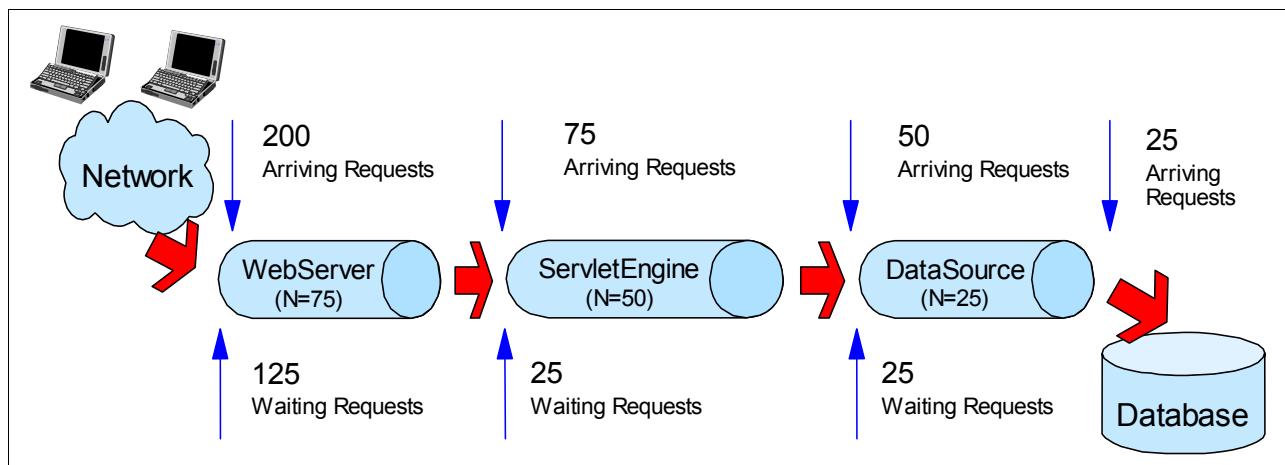 200
Arriving Requests
75
Arriving Requests
50
Arriving Requests
25
Arriving
Requests
Network
WebServer
(N=75)
ServletEngine
(N=50)
DataSource
(N=25)
125
Waiting Requests
25
Waiting Requests
25
Waiting Requests
Database